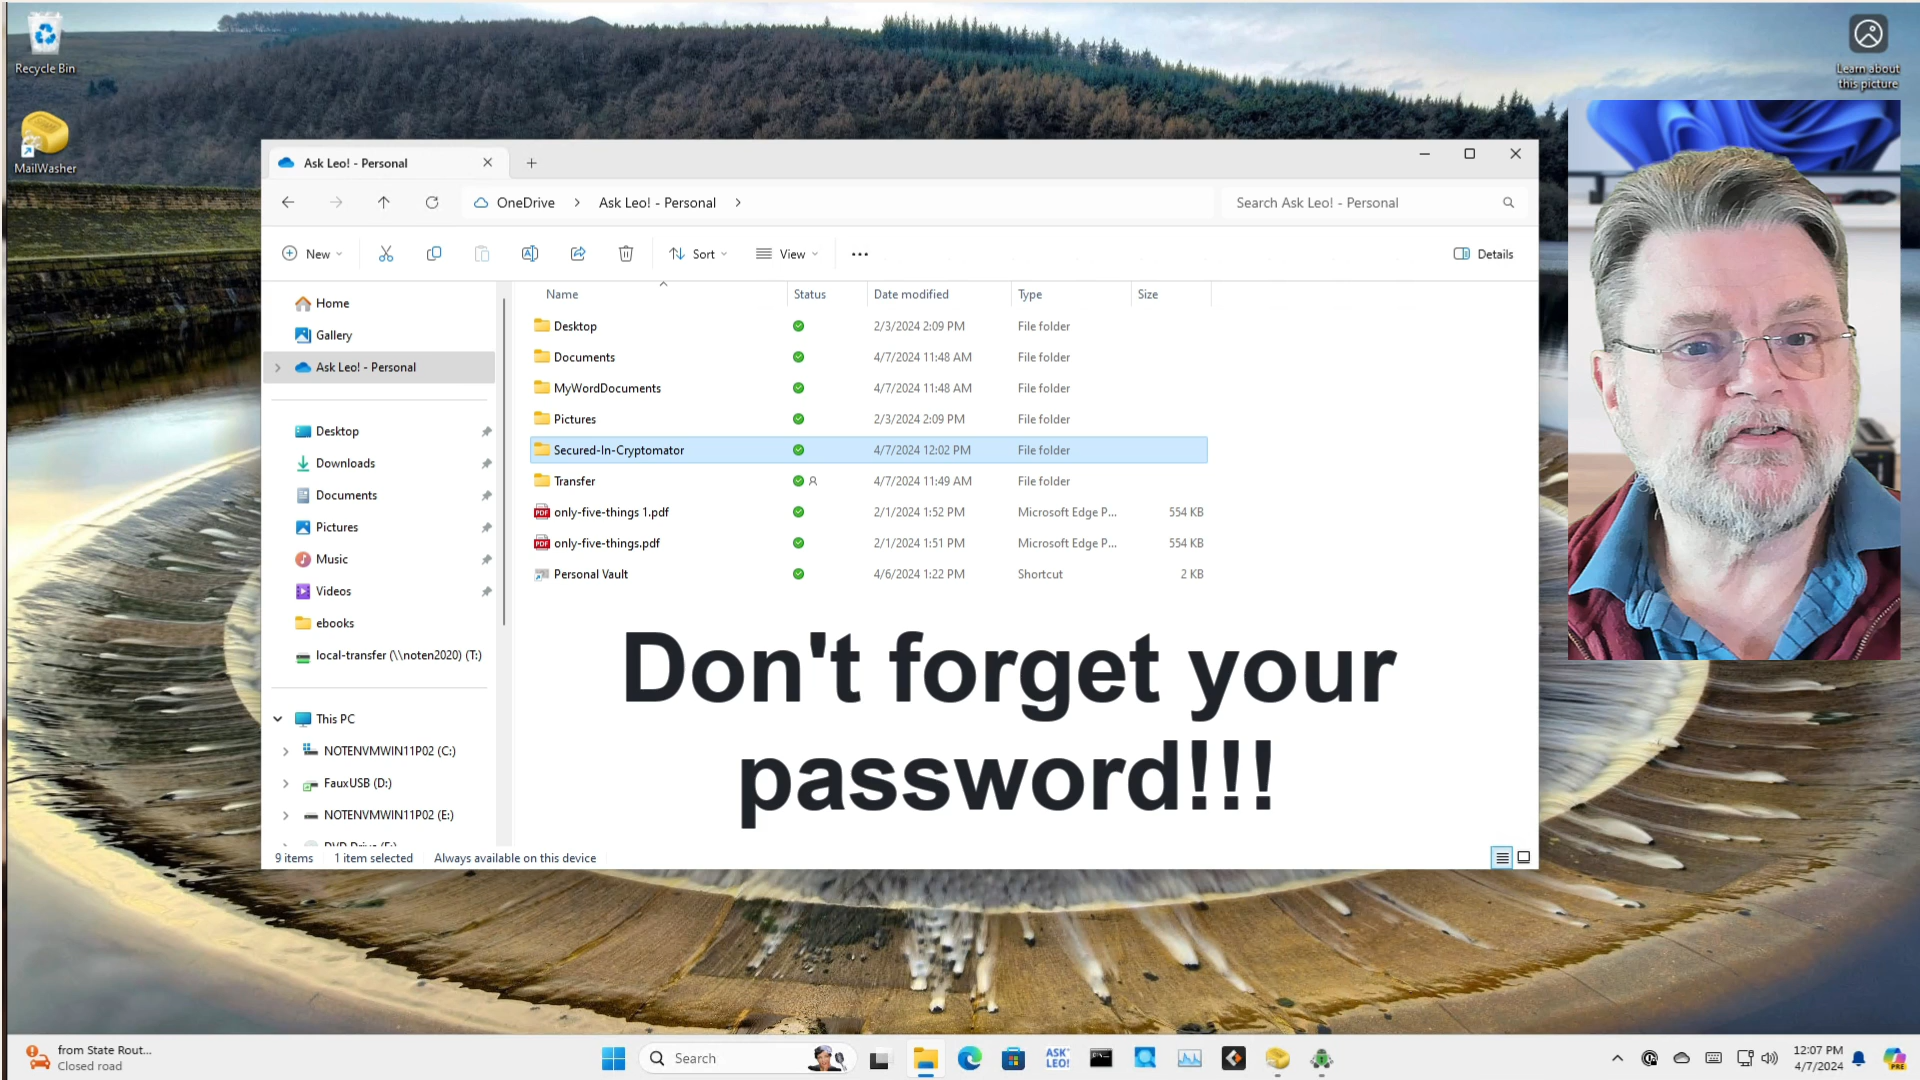 Recycle Bin
MailWasher
Learn about
this picture
Ask Leo! - Personal
OneDrive > Ask Leo! - Personal >
Search Ask Leo! - Personal
New
Sort
View
Details
Name Status Date modified Type Size
Home
Gallery
Ask Leo! - Personal
Desktop
Downloads
Documents
Pictures
Music
Videos
ebooks
local-transfer (\\noten2020) (T:)
This PC
NOTENVMWIN11P02 (C:)
FauxUSB (D:)
NOTENVMWIN11P02 (E:)
Desktop 2/3/2024 2:09 PM File folder
Documents 4/7/2024 11:48 AM File folder
MyWordDocuments 4/7/2024 11:48 AM File folder
Pictures 2/3/2024 2:09 PM File folder
Secured-In-Cryptomator 4/7/2024 12:02 PM File folder
Transfer 4/7/2024 11:49 AM File folder
PDF only-five-things 1.pdf 2/1/2024 1:52 PM Microsoft Edge P... 554 KB
PDF only-five-things.pdf 2/1/2024 1:51 PM Microsoft Edge P... 554 KB
Personal Vault 4/6/2024 1:22 PM Shortcut 2 KB
Don't forget your
password!!!
9 items 1 item selected Always available on this device
from State Rout...
Closed road
Search
ASK
LEO!
12:07 PM
4/7/2024
PRE